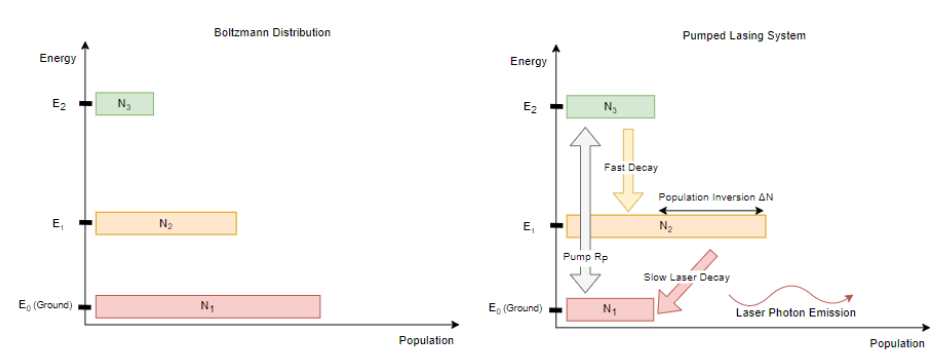 Boltzmann Distribution
Energy
E2
N3
E1
N2
E0 (Ground)
N1
Population
Pumped Lasing System
Energy
E2
N3
Fast Decay
Population Inversion ΔN
E1
N2
Pump RP
Slow Laser Decay
E0 (Ground)
N1
Laser Photon Emission
Population